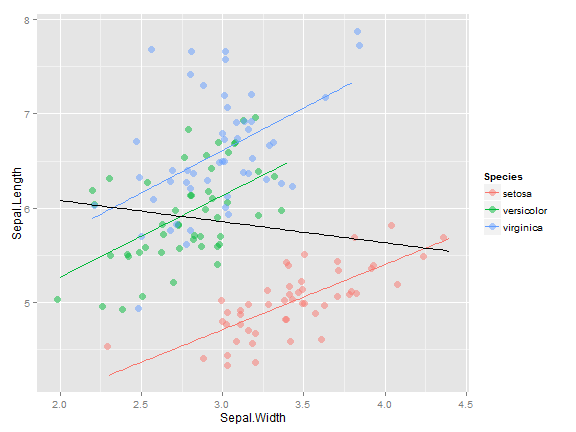 8
7
6
5
Sepal.Length
2.0 2.5 3.0 3.5 4.0 4.5
Sepal.Width
Species
setosa
versicolor
virginica